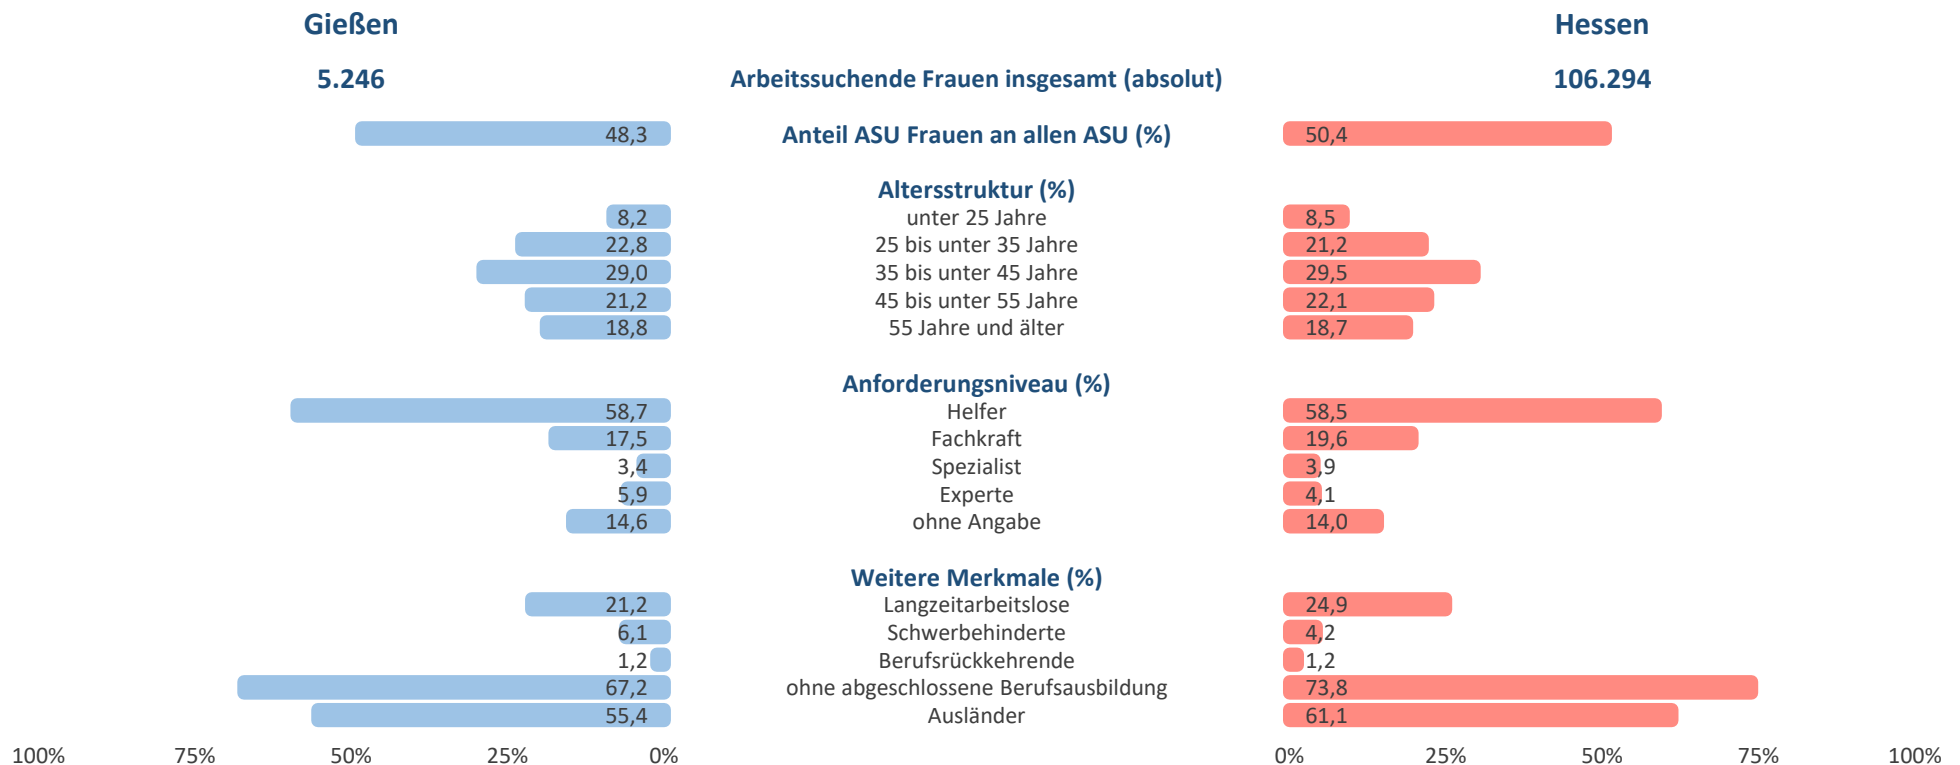 Gießen Hessen
5.246 Arbeitssuchende Frauen insgesamt (absolut) 106.294
48,3 Anteil ASU Frauen an allen ASU (%) 50,4
Altersstruktur (%)
8,2 unter 25 Jahre 8,5
22,8 25 bis unter 35 Jahre 21,2
29,0 35 bis unter 45 Jahre 29,5
21,2 45 bis unter 55 Jahre 22,1
18,8 55 Jahre und älter 18,7
Anforderungsniveau (%)
58,7 Helfer 58,5
17,5 Fachkraft 19,6
3,4 Spezialist 3,9
5,9 Experte 4,1
14,6 ohne Angabe 14,0
Weitere Merkmale (%)
21,2 Langzeitarbeitslose 24,9
6,1 Schwerbehinderte 4,2
1,2 Berufsrückkehrende 1,2
67,2 ohne abgeschlossene Berufsausbildung 73,8
55,4 Ausländer 61,1
100% 75% 50% 25% 0% 0% 25% 50% 75% 100%